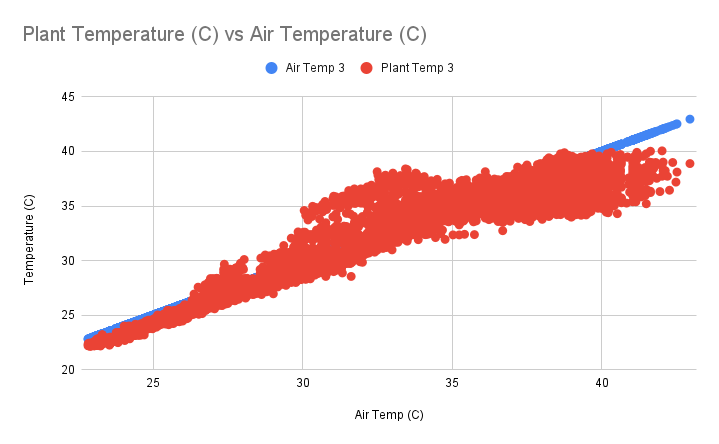 Plant Temperature (C) vs Air Temperature (C)
Air Temp 3 Plant Temp 3
45
40
35
30
25
20
Temperature (C)
25 30 35 40
Air Temp (C)